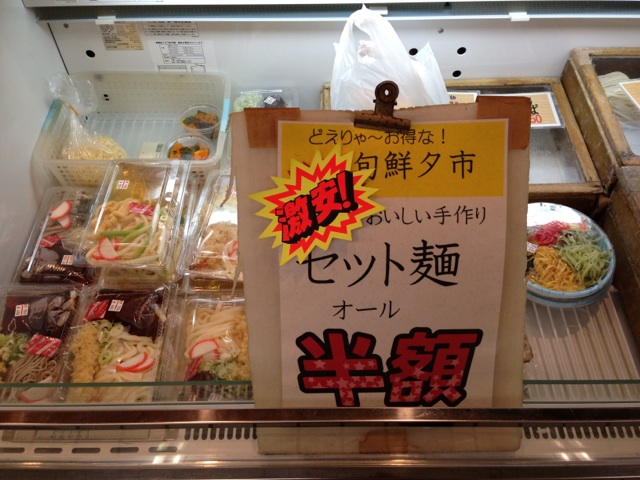 どえりゃ～お得な！
旬鮮夕市
激安！
おいしい手作り
セット麺
オール
半額